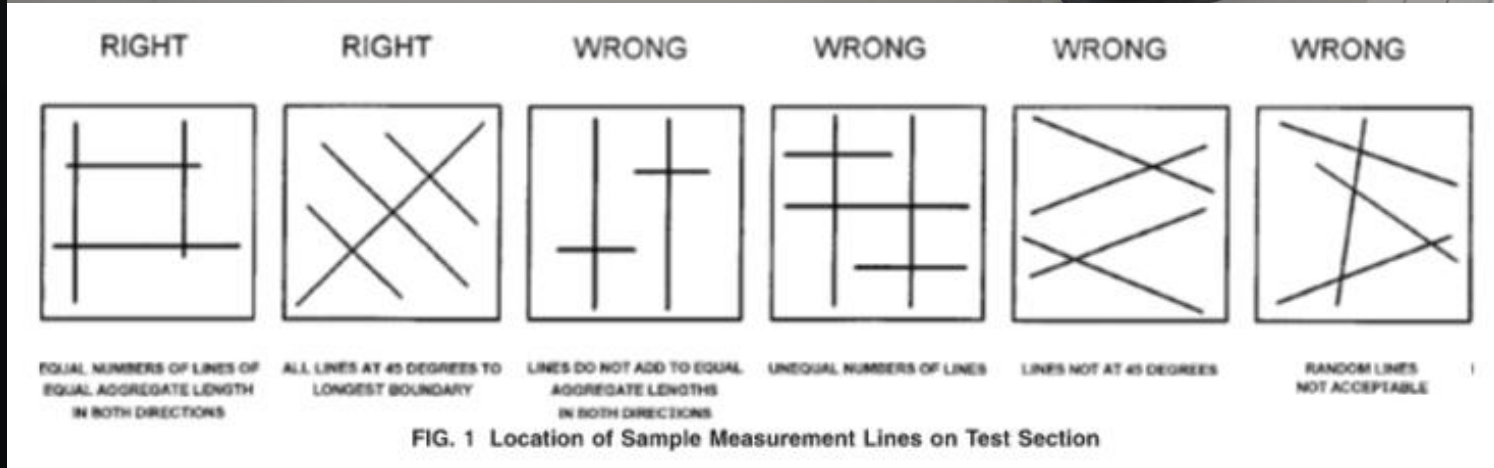 RIGHT
RIGHT
WRONG
WRONG
WRONG
WRONG
EQUAL NUMBERS OF LINES OF
EQUAL AGGREGATE LENGTH
IN BOTH DIRECTIONS
ALL LINES AT 45 DEGREES TO
LONGEST BOUNDARY
LINES DO NOT ADD TO EQUAL
AGGREGATE LENGTHS
IN BOTH DIRECTIONS
UNEQUAL NUMBERS OF LINES
LINES NOT AT 45 DEGREES
RANDOM LINES
NOT ACCEPTABLE
FIG. 1 Location of Sample Measurement Lines on Test Section